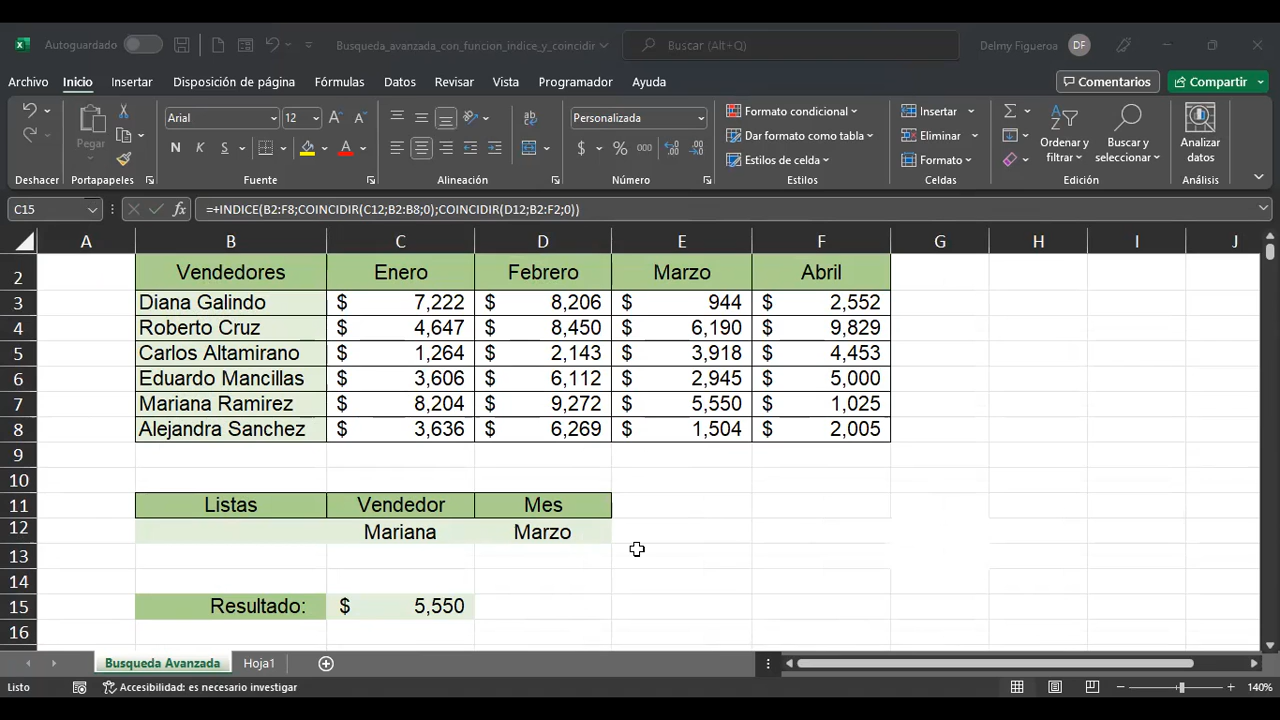 Autoguardado Busqueda_avanzada_con_funcion_indice_y_coincidir Buscar (Alt+Q) Delmy Figueroa DF
Archivo Inicio Insertar Disposición de página Fórmulas Datos Revisar Vista Programador Ayuda Comentarios Compartir
Arial 12 Personalizada Formato condicional Insertar
Pegar Dar formato como tabla Eliminar Ordenar y filtrar Buscar y seleccionar Analizar datos
N K S $ % 000 Estilos de celda Formato
Deshacer Portapapeles Fuente Alineación Número Estilos Celdas Edición Análisis
C15 fx =+INDICE(B2:F8;COINCIDIR(C12;B2:B8;0);COINCIDIR(D12;B2:F2;0))
A B C D E F G H I J
2 Vendedores Enero Febrero Marzo Abril
3 Diana Galindo $ 7,222 $ 8,206 $ 944 $ 2,552
4 Roberto Cruz $ 4,647 $ 8,450 $ 6,190 $ 9,829
5 Carlos Altamirano $ 1,264 $ 2,143 $ 3,918 $ 4,453
6 Eduardo Mancillas $ 3,606 $ 6,112 $ 2,945 $ 5,000
7 Mariana Ramirez $ 8,204 $ 9,272 $ 5,550 $ 1,025
8 Alejandra Sanchez $ 3,636 $ 6,269 $ 1,504 $ 2,005
9
10
11 Listas Vendedor Mes
12 Mariana Marzo
13
14
15 Resultado: $ 5,550
16
Busqueda Avanzada Hoja1
Listo Accesibilidad: es necesario investigar 140%